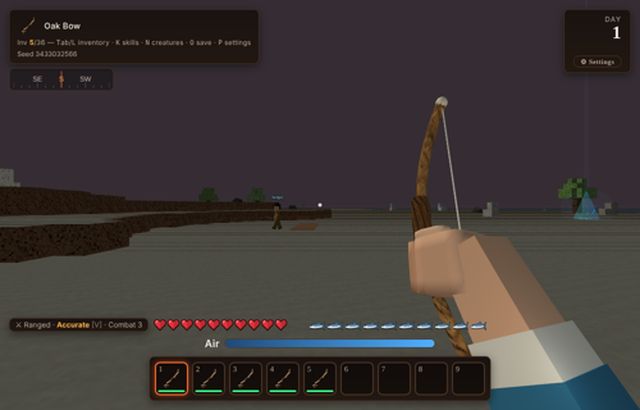 Oak Bow
Inv 5/36 — Tab/L inventory · K skills · N creatures · 0 save · P settings
Seed 3433032566
SE S SW
DAY
1
⚙ Settings
⚔ Ranged · Accurate [V] · Combat 3
Air
1 2 3 4 5 6 7 8 9